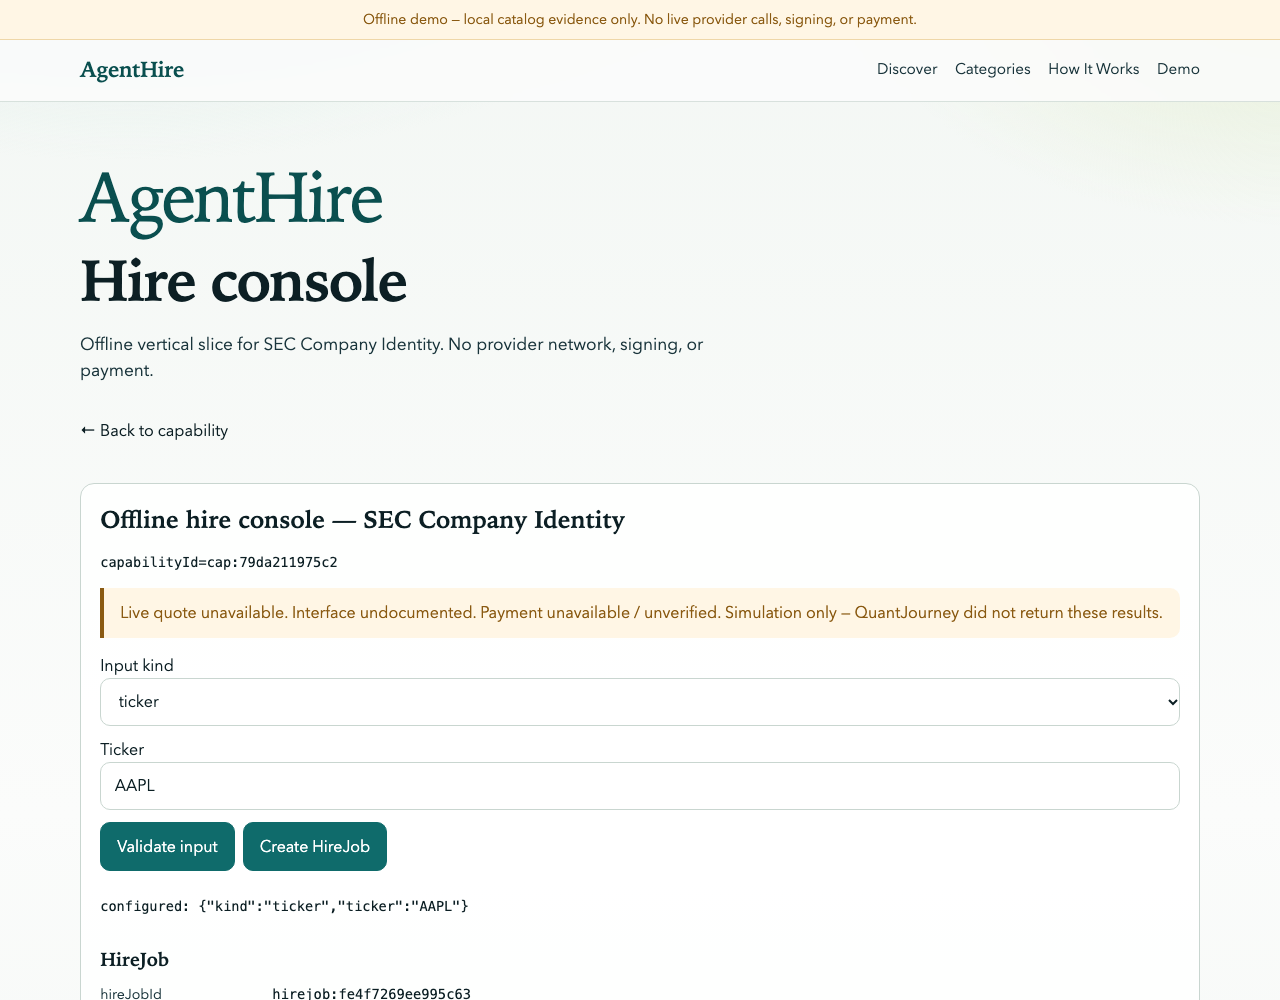 Offline demo — local catalog evidence only. No live provider calls, signing, or payment.
AgentHire
Discover Categories How It Works Demo
AgentHire
Hire console
Offline vertical slice for SEC Company Identity. No provider network, signing, or
payment.
← Back to capability
Offline hire console — SEC Company Identity
capabilityId=cap:79da211975c2
Live quote unavailable. Interface undocumented. Payment unavailable / unverified. Simulation only — QuantJourney did not return these results.
Input kind
ticker
Ticker
AAPL
Validate input Create HireJob
configured: {"kind":"ticker","ticker":"AAPL"}
HireJob
hireJobId hirejob:fe4f7269ee995c63